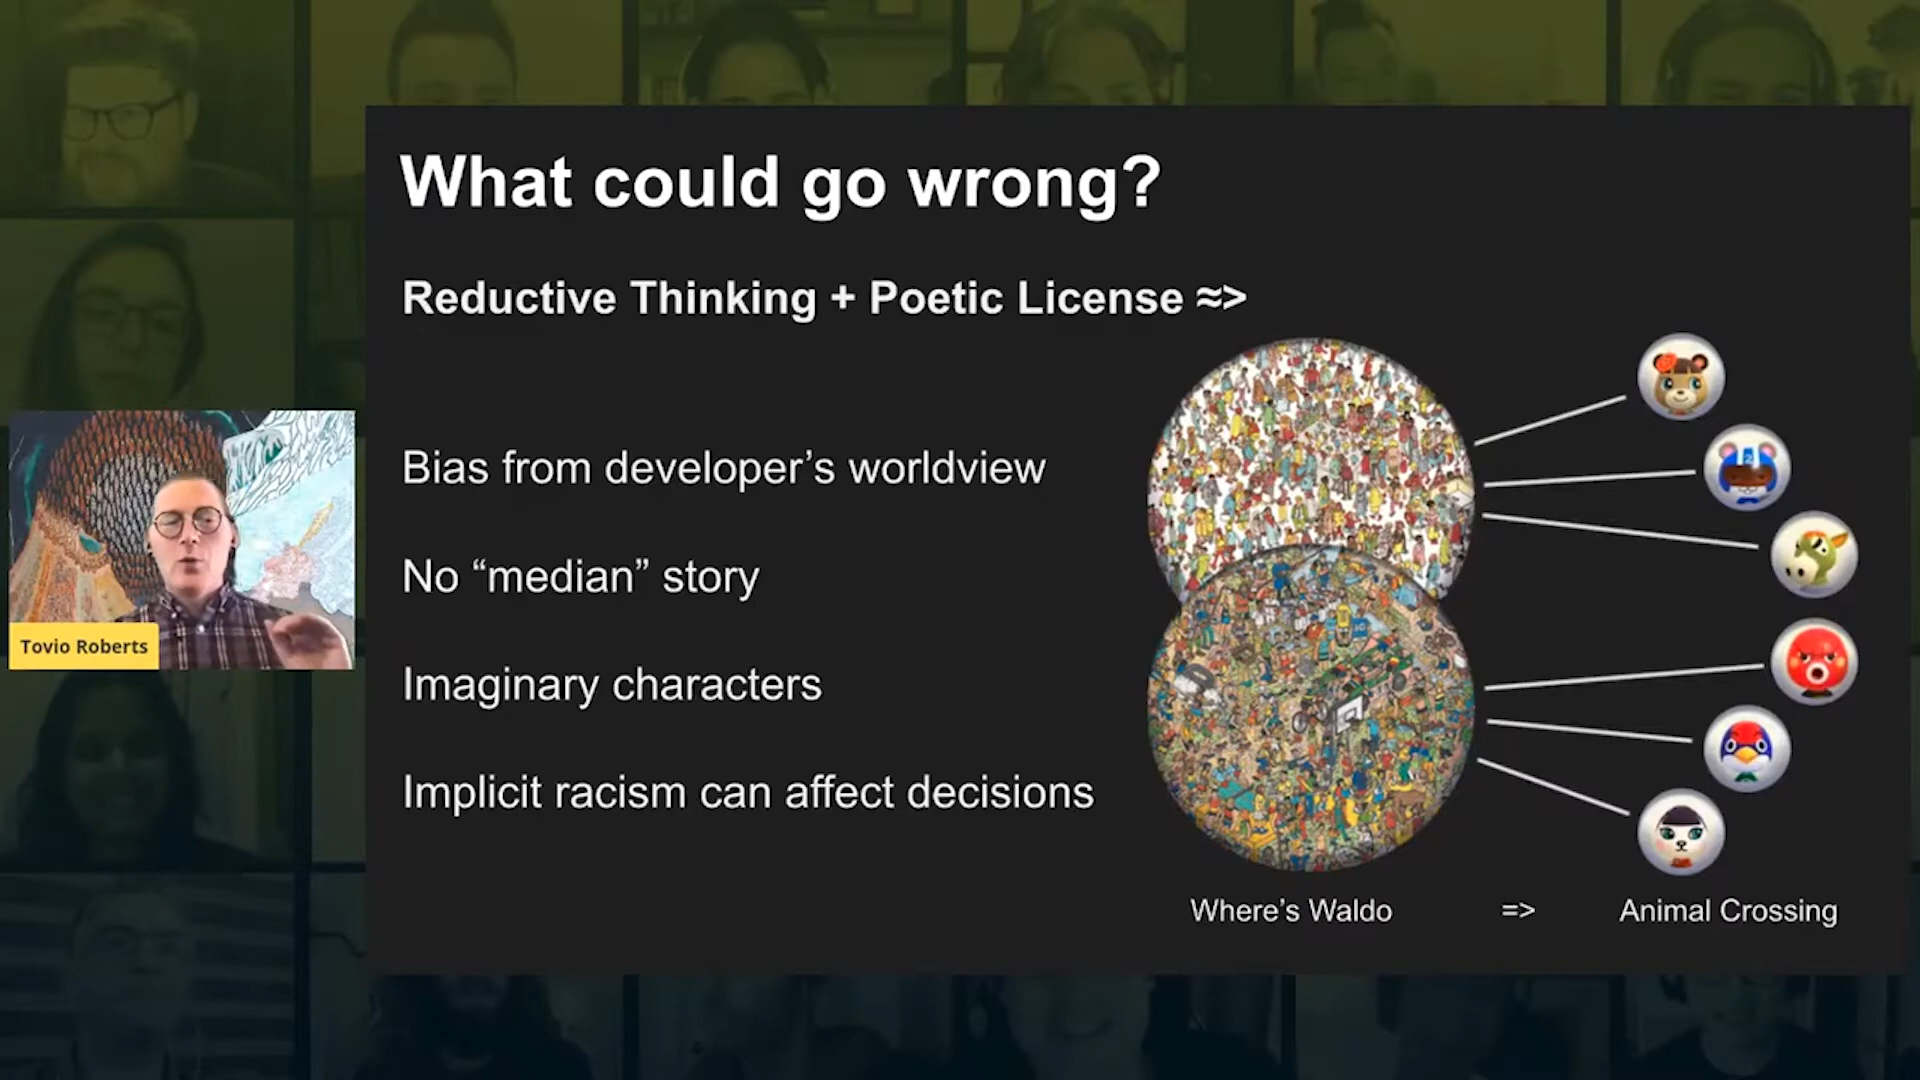 What could go wrong?
Reductive Thinking + Poetic License ≈>
Bias from developer’s worldview
No “median” story
Imaginary characters
Implicit racism can affect decisions
Tovio Roberts
Where’s Waldo => Animal Crossing